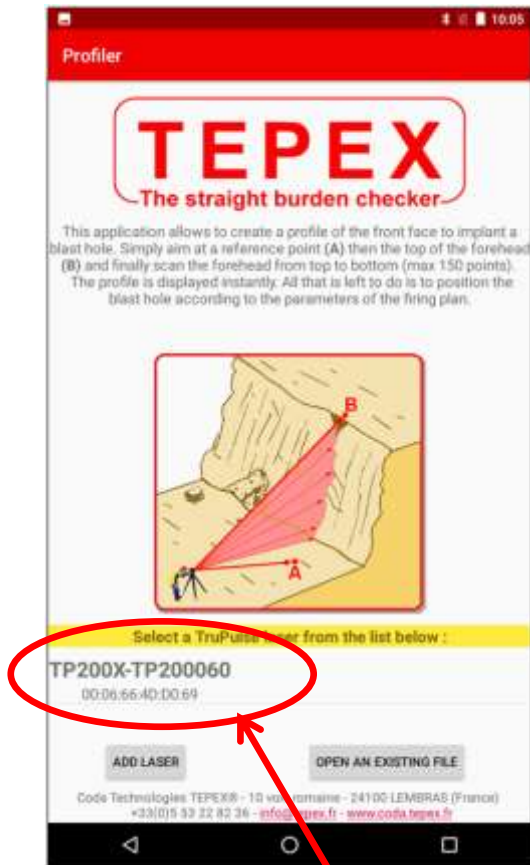 10.05
Profiler
TEPEX
The straight burden checker
This application allows to create a profile of the front face to implant a
blast hole. Simply aim at a reference point (A) then the top of the forehead
(B) and finally scan the forehead from top to bottom (max 150 points).
The profile is displayed instantly. All that is left to do is to position the
blast hole according to the parameters of the firing plan.
B
A
Select a TruPulse laser from the list below :
TP200X-TP200060
00:06:66:4D:D0:69
ADD LASER
OPEN AN EXISTING FILE
Coda Technologies TEPEX® - 10 voie romaine - 24100 LEMBRAS (France)
+33(0)5 53 22 82 36 - info@tepex.fr - www.coda.tepex.fr